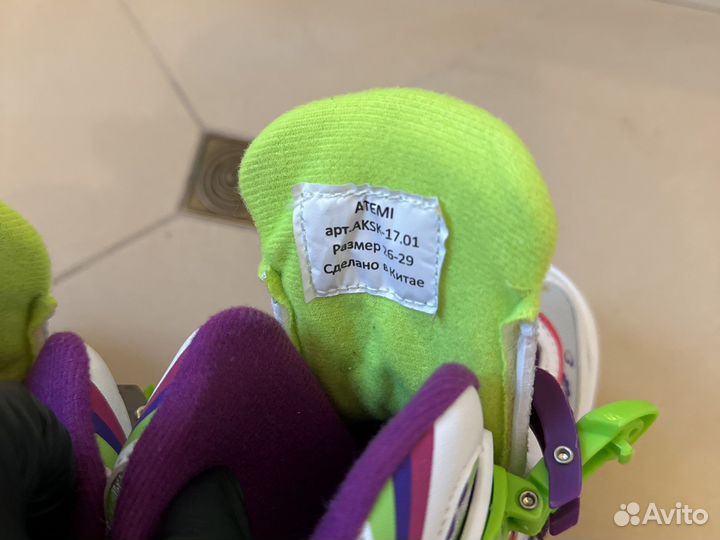 ATEMI
арт.AKSK-17.01
Размер 26-29
Сделано в Китае
Avito